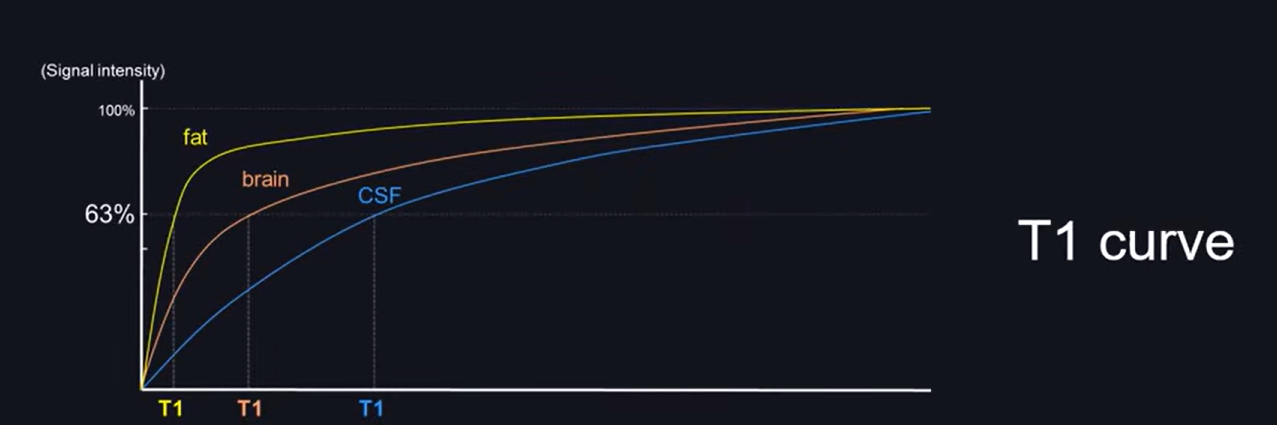 (Signal intensity)
100%
fat
brain
CSF
63%
T1 curve
T1 T1 T1